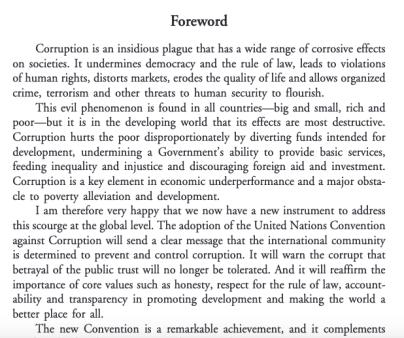 Foreword
Corruption is an insidious plague that has a wide range of corrosive effects
on societies. It undermines democracy and the rule of law, leads to violations
of human rights, distorts markets, erodes the quality of life and allows organized
crime, terrorism and other threats to human security to flourish.
This evil phenomenon is found in all countries—big and small, rich and
poor—but it is in the developing world that its effects are most destructive.
Corruption hurts the poor disproportionately by diverting funds intended for
development, undermining a Government's ability to provide basic services,
feeding inequality and injustice and discouraging foreign aid and investment.
Corruption is a key element in economic underperformance and a major obsta-
cle to poverty alleviation and development.
I am therefore very happy that we now have a new instrument to address
this scourge at the global level. The adoption of the United Nations Convention
against Corruption will send a clear message that the international community
is determined to prevent and control corruption. It will warn the corrupt that
betrayal of the public trust will no longer be tolerated. And it will reaffirm the
importance of core values such as honesty, respect for the rule of law, account-
ability and transparency in promoting development and making the world a
better place for all.
The new Convention is a remarkable achievement, and it complements